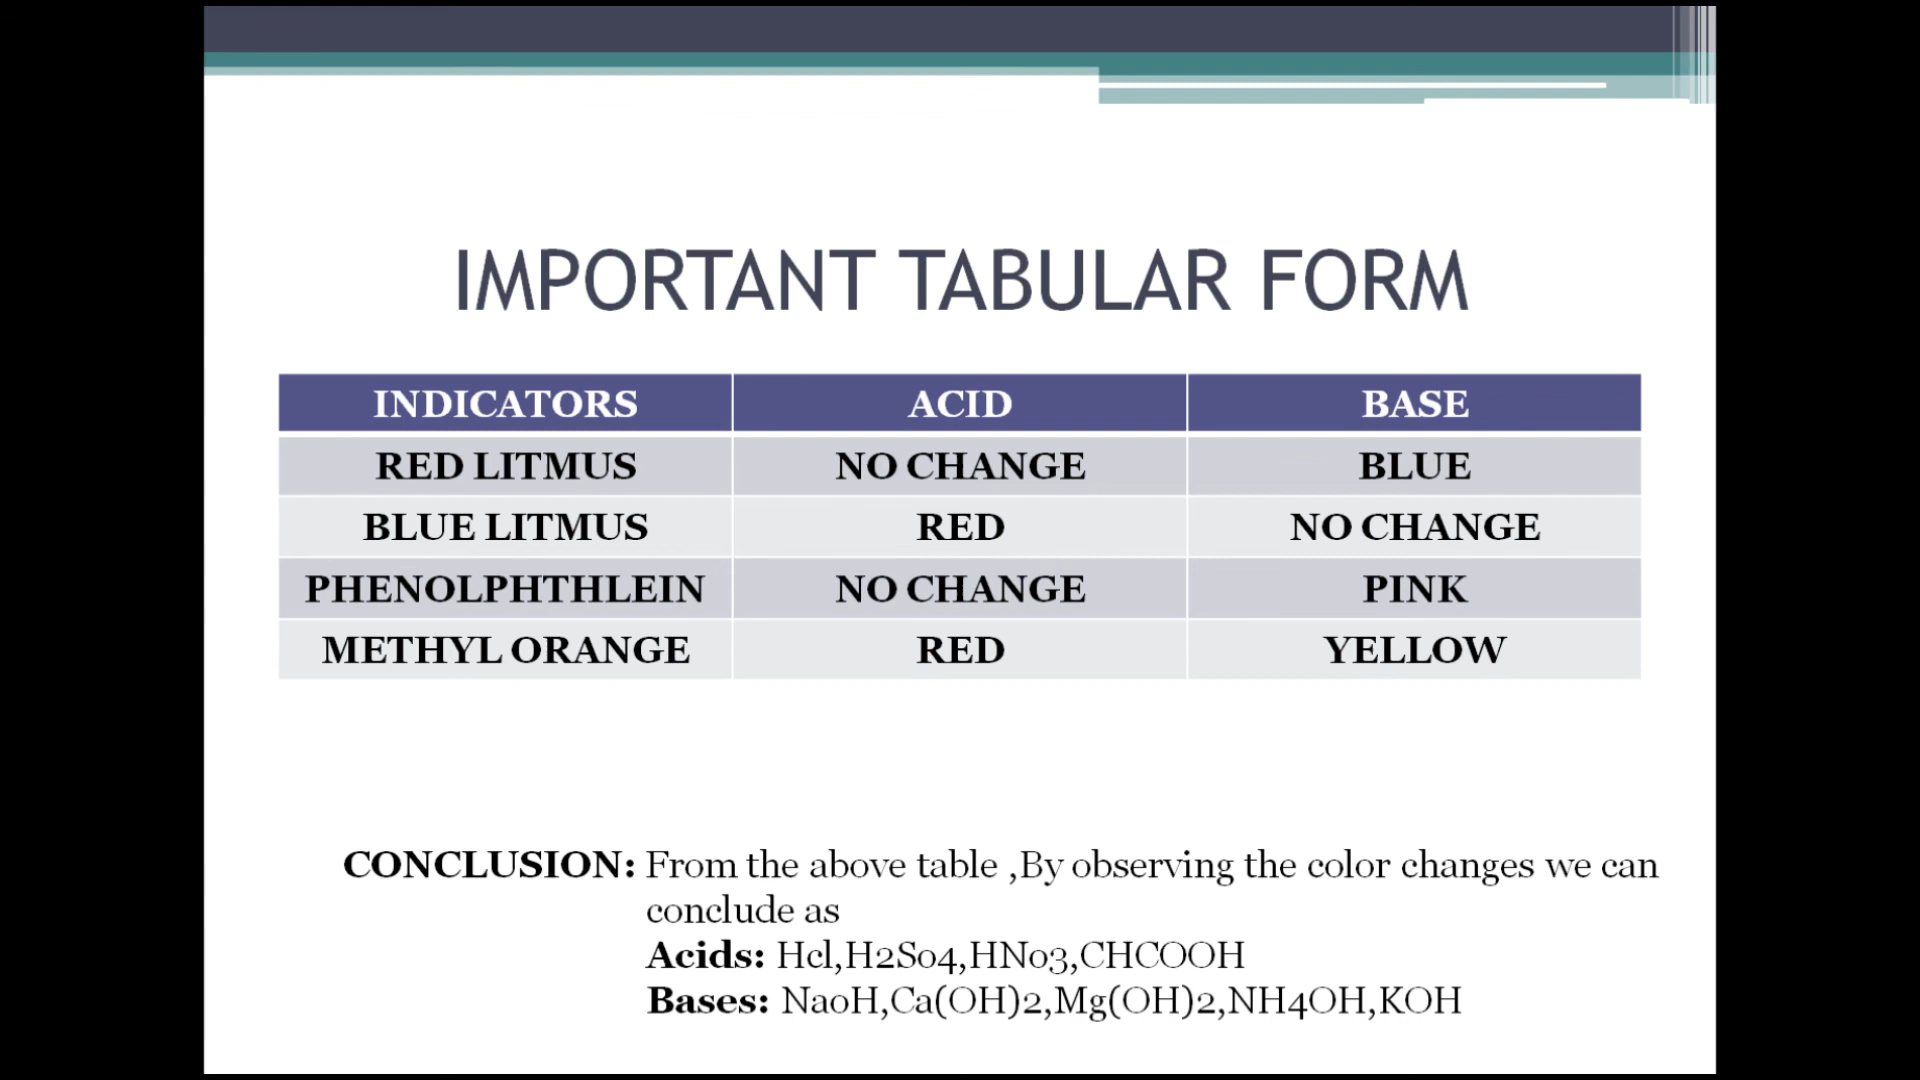 IMPORTANT TABULAR FORM
INDICATORS ACID BASE
RED LITMUS NO CHANGE BLUE
BLUE LITMUS RED NO CHANGE
PHENOLPHTHLEIN NO CHANGE PINK
METHYL ORANGE RED YELLOW
CONCLUSION: From the above table ,By observing the color changes we can
conclude as
Acids: Hcl,H2So4,HNo3,CHCOOH
Bases: NaoH,Ca(OH)2,Mg(OH)2,NH4OH,KOH